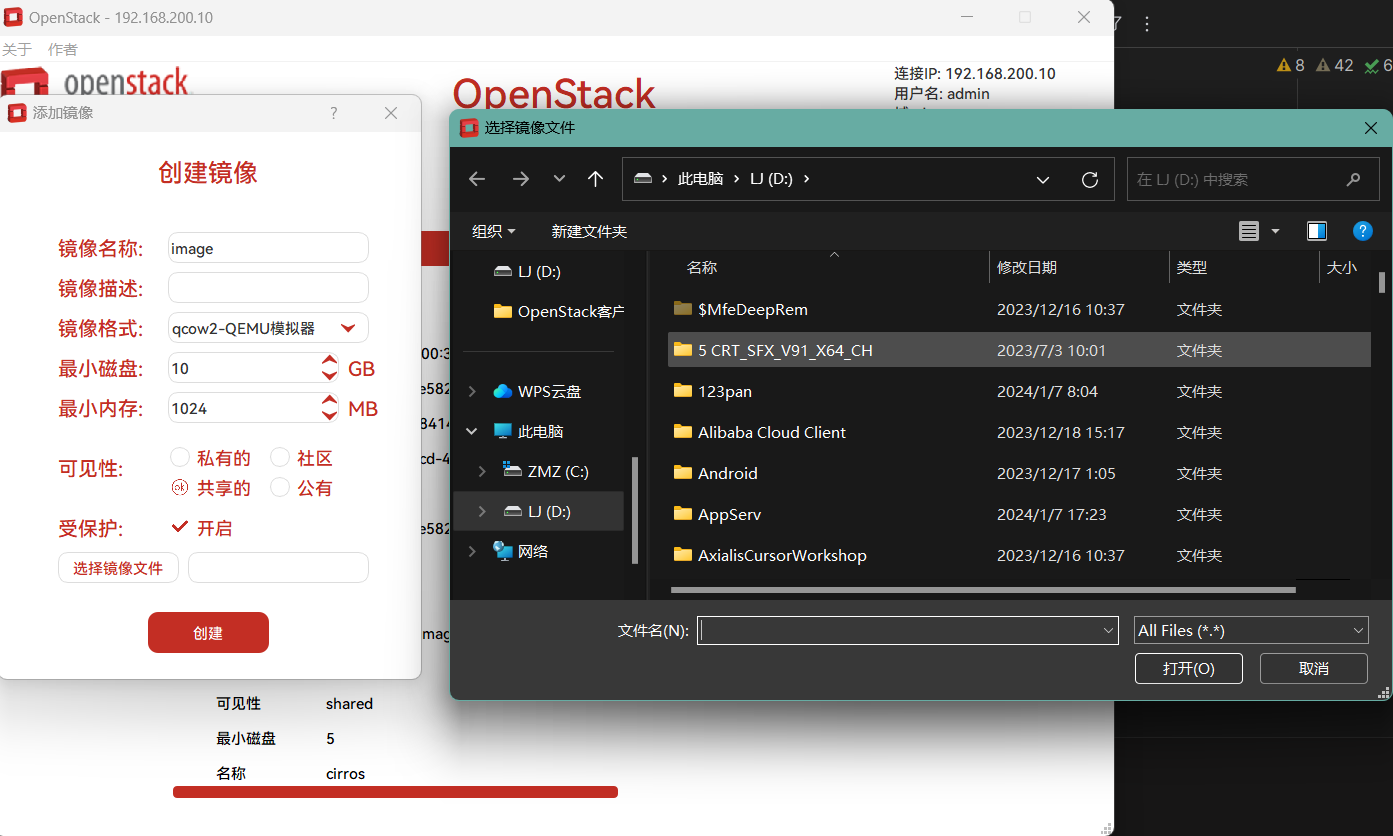 OpenStack - 192.168.200.10
关于 作者
openstack
OpenStack
连接IP: 192.168.200.10
用户名: admin
8 42 6
添加镜像 ?
创建镜像
镜像名称: image
镜像描述:
镜像格式: qcow2-QEMU模拟器
最小磁盘: 10 GB
最小内存: 1024 MB
可见性: 私有的 社区
共享的 公有
受保护: 开启
选择镜像文件
创建
00:3
e582
8414
cd-4
e582
mag
可见性 shared
最小磁盘 5
名称 cirros
选择镜像文件
此电脑 LJ (D:)
在 LJ (D:) 中搜索
组织 新建文件夹 ?
LJ (D:)
OpenStack客户
WPS云盘
此电脑
ZMZ (C:)
LJ (D:)
网络
名称 修改日期 类型 大小
$MfeDeepRem 2023/12/16 10:37 文件夹
5 CRT_SFX_V91_X64_CH 2023/7/3 10:01 文件夹
123pan 2024/1/7 8:04 文件夹
Alibaba Cloud Client 2023/12/18 15:17 文件夹
Android 2023/12/17 1:05 文件夹
AppServ 2024/1/7 17:23 文件夹
AxialisCursorWorkshop 2023/12/16 10:37 文件夹
文件名(N): All Files (*.*)
打开(O) 取消